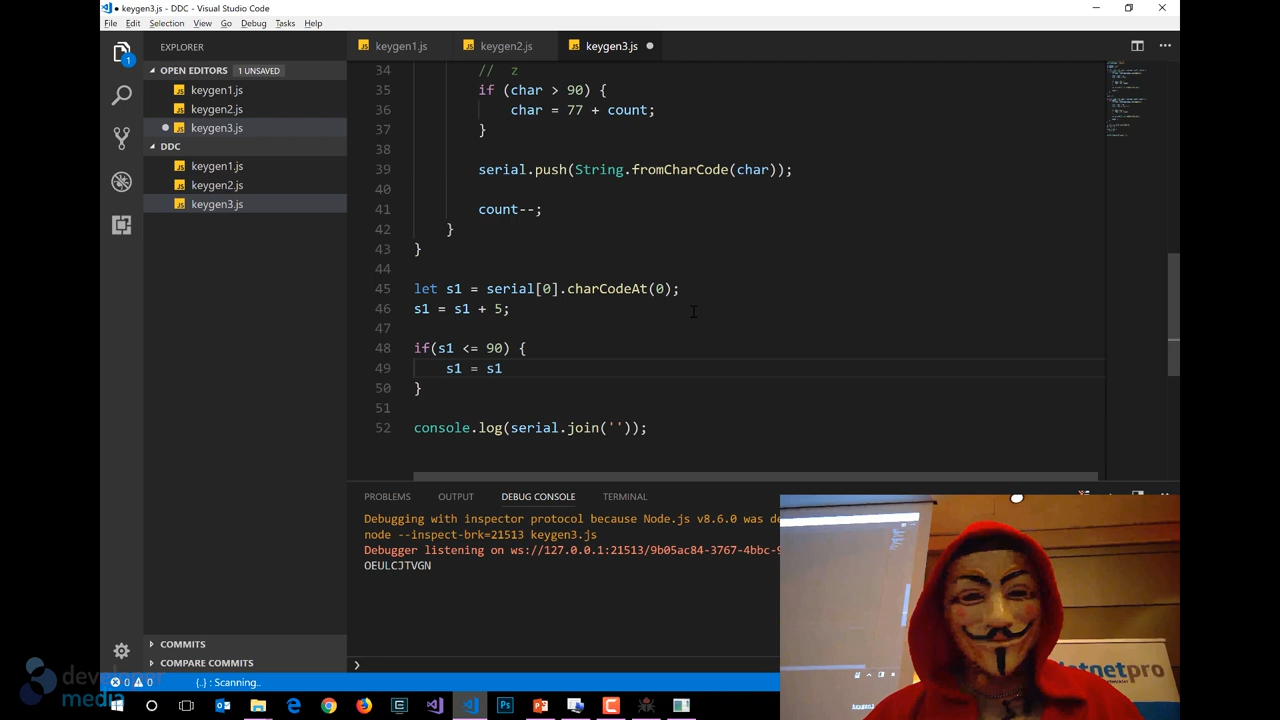 keygen3.js - DDC - Visual Studio Code
File Edit Selection View Go Debug Tasks Help
EXPLORER
OPEN EDITORS 1 UNSAVED
keygen1.js
keygen2.js
keygen3.js
DDC
keygen1.js
keygen2.js
keygen3.js
COMMITS
COMPARE COMMITS
keygen1.js keygen2.js keygen3.js
34 // z
35 if (char > 90) {
36 char = 77 + count;
37 }
38
39 serial.push(String.fromCharCode(char));
40
41 count--;
42 }
43 }
44
45 let s1 = serial[0].charCodeAt(0);
46 s1 = s1 + 5;
47
48 if(s1 <= 90) {
49 s1 = s1
50 }
51
52 console.log(serial.join(''));
PROBLEMS OUTPUT DEBUG CONSOLE TERMINAL
Debugging with inspector protocol because Node.js v8.6.0 was de
node --inspect-brk=21513 keygen3.js
Debugger listening on ws://127.0.0.1:21513/9b05ac84-3767-4bbc-9
OEULCJTVGN
0 0 {..} : Scanning..
developer
media
netpro